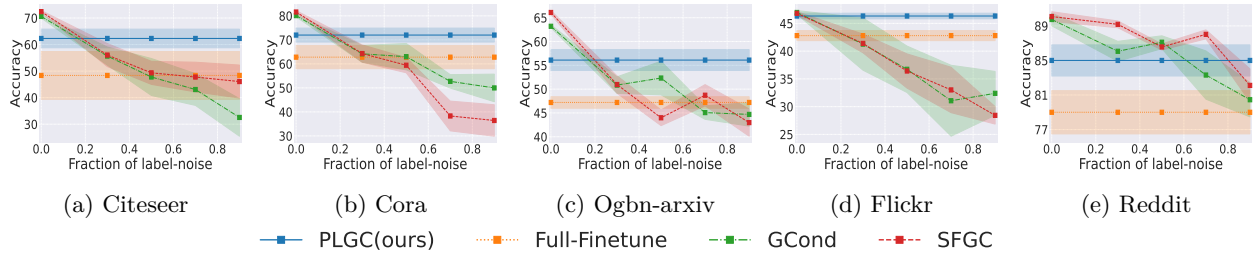 Accuracy
70
60
50
40
30
0.0 0.2 0.4 0.6 0.8
Fraction of label-noise
(a) Citeseer
Accuracy
80
70
60
50
40
30
0.0 0.2 0.4 0.6 0.8
Fraction of label-noise
(b) Cora
Accuracy
65
60
55
50
45
40
0.0 0.2 0.4 0.6 0.8
Fraction of label-noise
(c) Ogbn-arxiv
Accuracy
45
40
35
30
25
0.0 0.2 0.4 0.6 0.8
Fraction of label-noise
(d) Flickr
Accuracy
89
85
81
77
0.0 0.2 0.4 0.6 0.8
Fraction of label-noise
(e) Reddit
PLGC(ours) Full-Finetune GCond SFGC